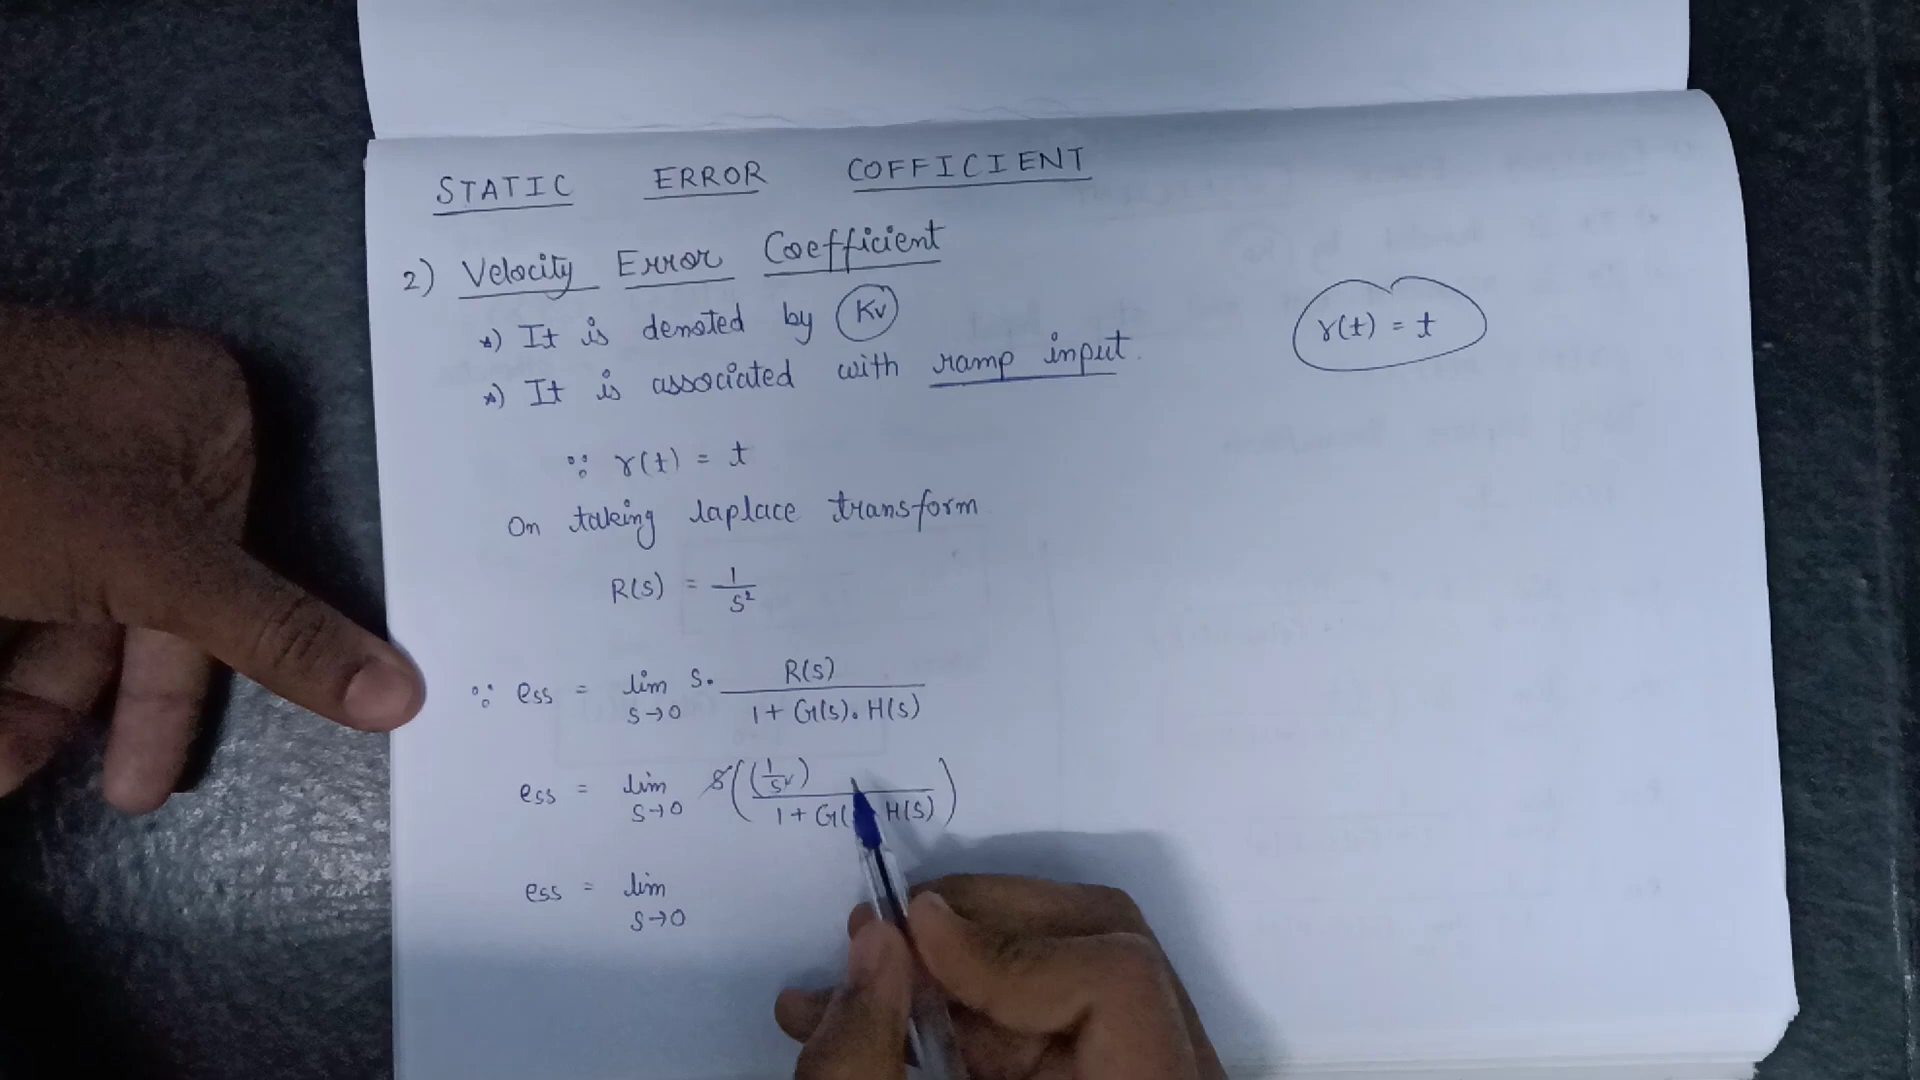 STATIC ERROR COFFICIENT
2) Velocity Error Coefficient
*) It is denoted by Kv
*) It is associated with ramp input.
r(t) = t
∵ r(t) = t
On taking laplace transform
R(s) = 1/s²
∵ ess = lim s→0 s. R(s) / 1 + G(s). H(s)
ess = lim s→0 s((1/s²) / 1 + G( H(s))
ess = lim s→0